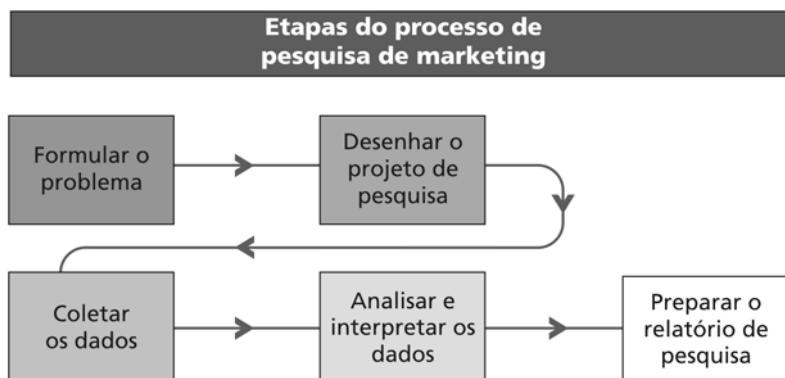 Etapas do processo de
pesquisa de marketing
Formular o
problema
Desenhar o
projeto de
pesquisa
Coletar
os dados
Analisar e
interpretar os
dados
Preparar o
relatório de
pesquisa